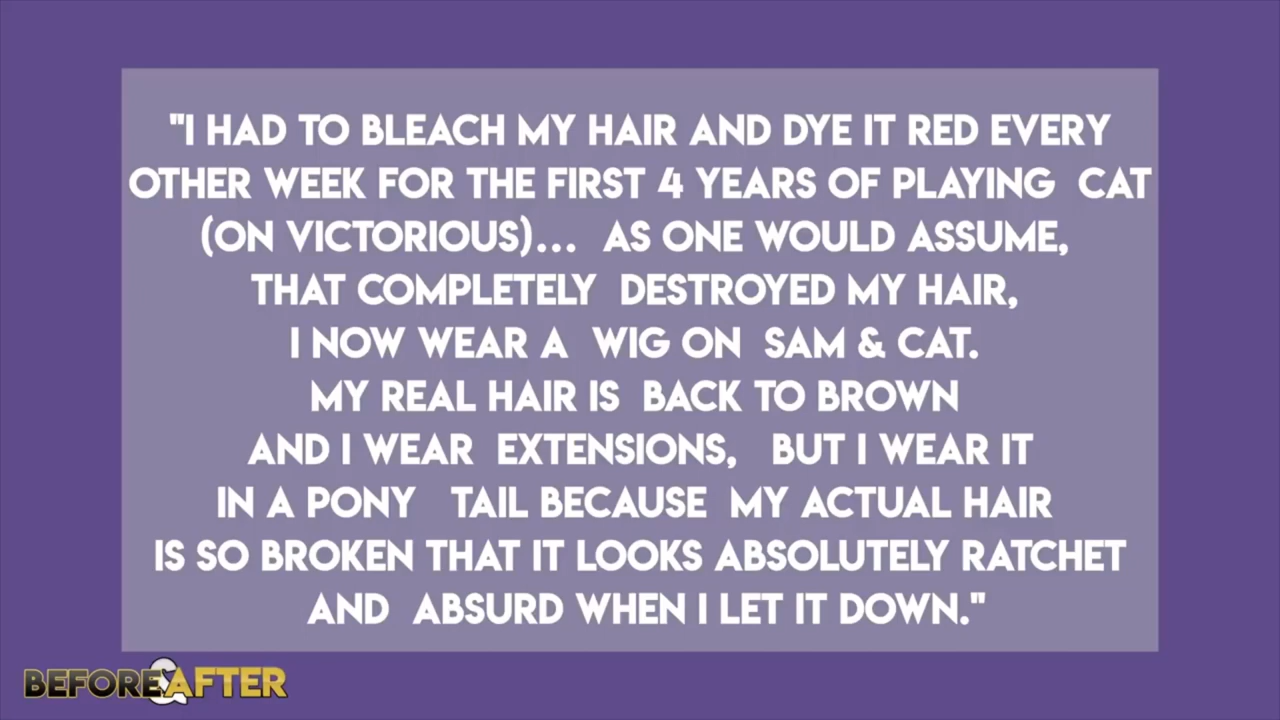 "I HAD TO BLEACH MY HAIR AND DYE IT RED EVERY
OTHER WEEK FOR THE FIRST 4 YEARS OF PLAYING CAT
(ON VICTORIOUS)... AS ONE WOULD ASSUME,
THAT COMPLETELY DESTROYED MY HAIR,
I NOW WEAR A WIG ON SAM & CAT.
MY REAL HAIR IS BACK TO BROWN
AND I WEAR EXTENSIONS, BUT I WEAR IT
IN A PONY TAIL BECAUSE MY ACTUAL HAIR
IS SO BROKEN THAT IT LOOKS ABSOLUTELY RATCHET
AND ABSURD WHEN I LET IT DOWN."
BEFORE&AFTER